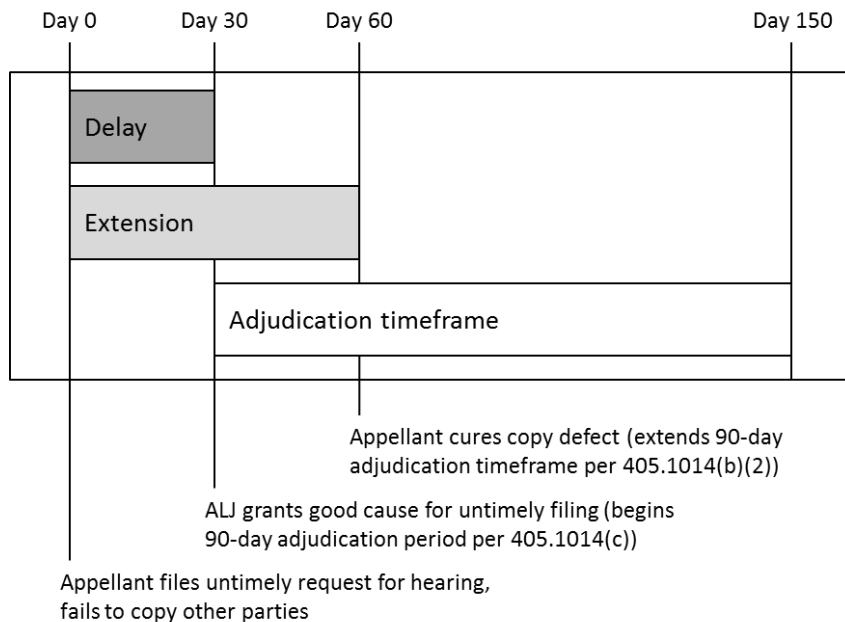 Day 0 Day 30 Day 60 Day 150
Delay
Extension
Adjudication timeframe
Appellant cures copy defect (extends 90-day
adjudication timeframe per 405.1014(b)(2))
ALJ grants good cause for untimely filing (begins
90-day adjudication period per 405.1014(c))
Appellant files untimely request for hearing,
fails to copy other parties